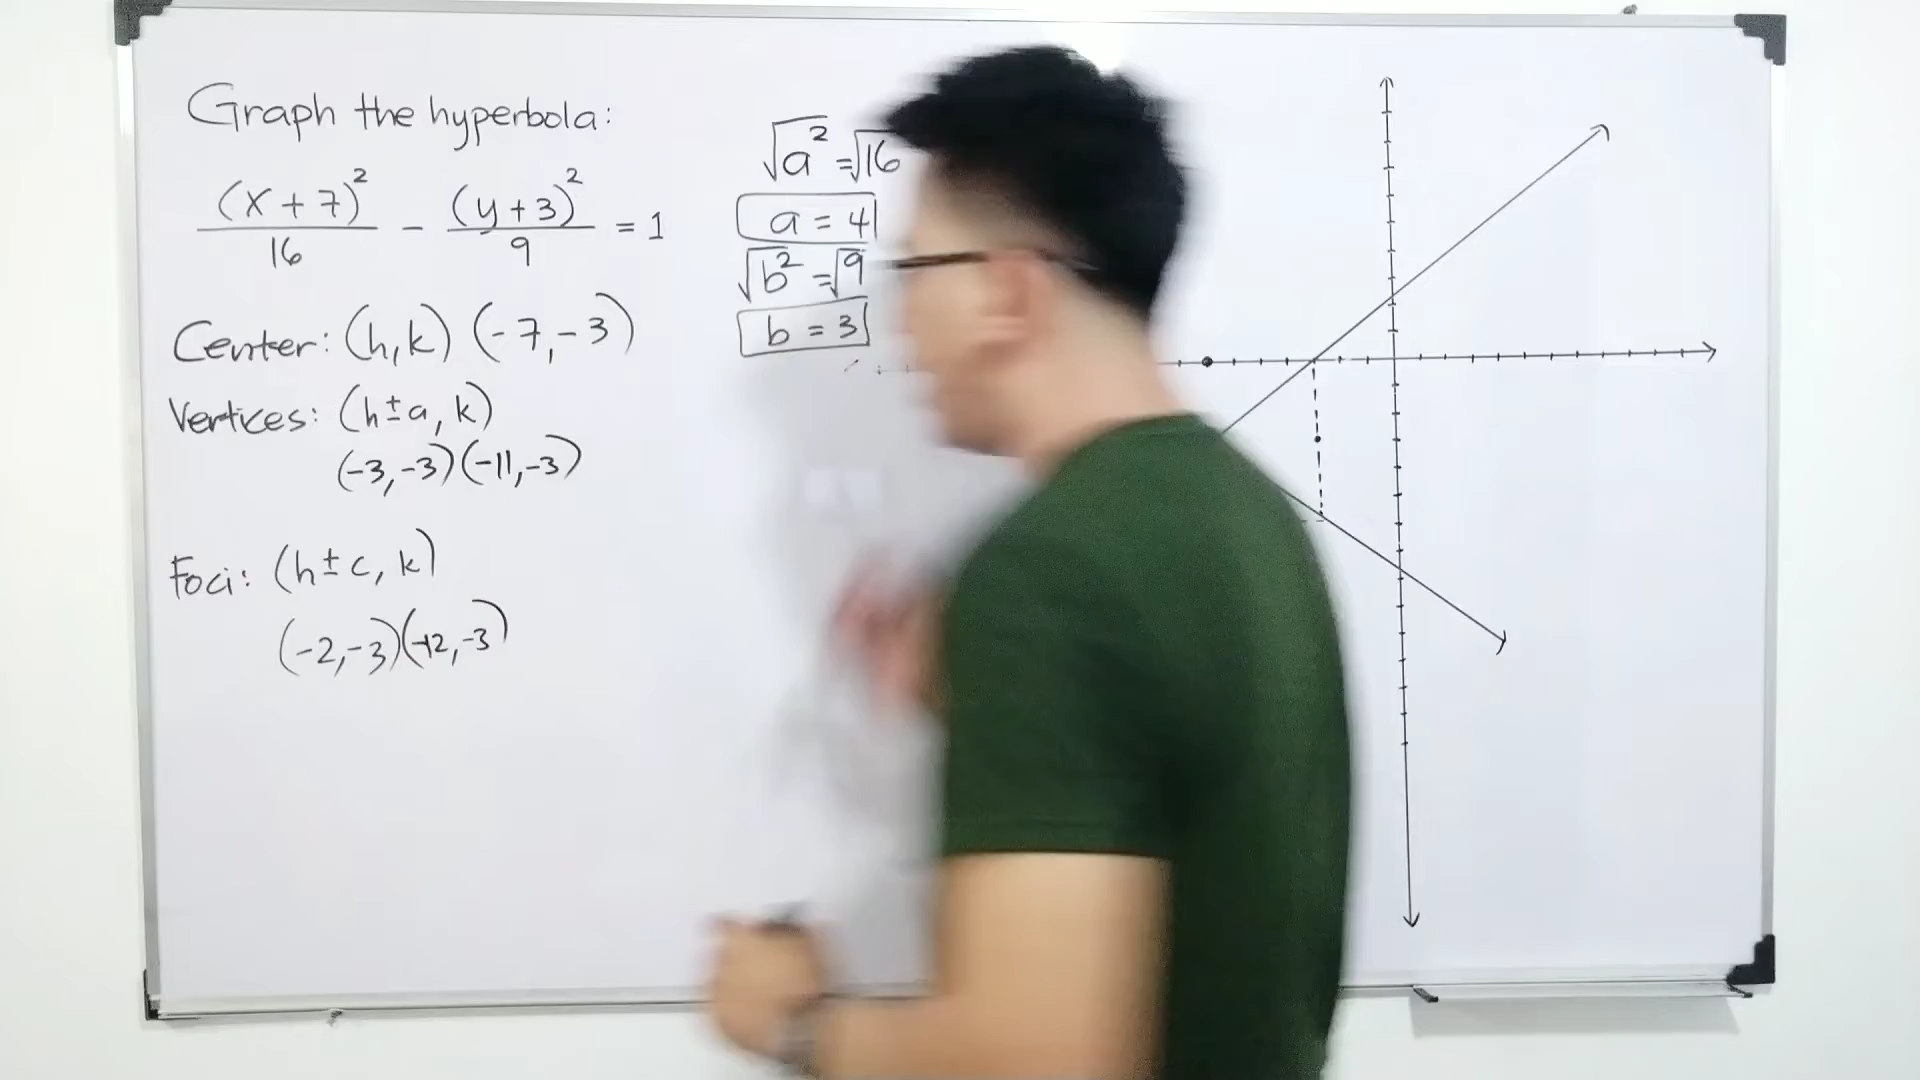 Graph the hyperbola:
(x + 7)² / 16 − (y + 3)² / 9 = 1
Center: (h,k) (-7,-3)
Vertices: (h±a, k)
(-3,-3)(-11,-3)
Foci: (h±c, k)
(-2,-3)(-12,-3)
√a² = √16
a = 4
√b² = √9
b = 3